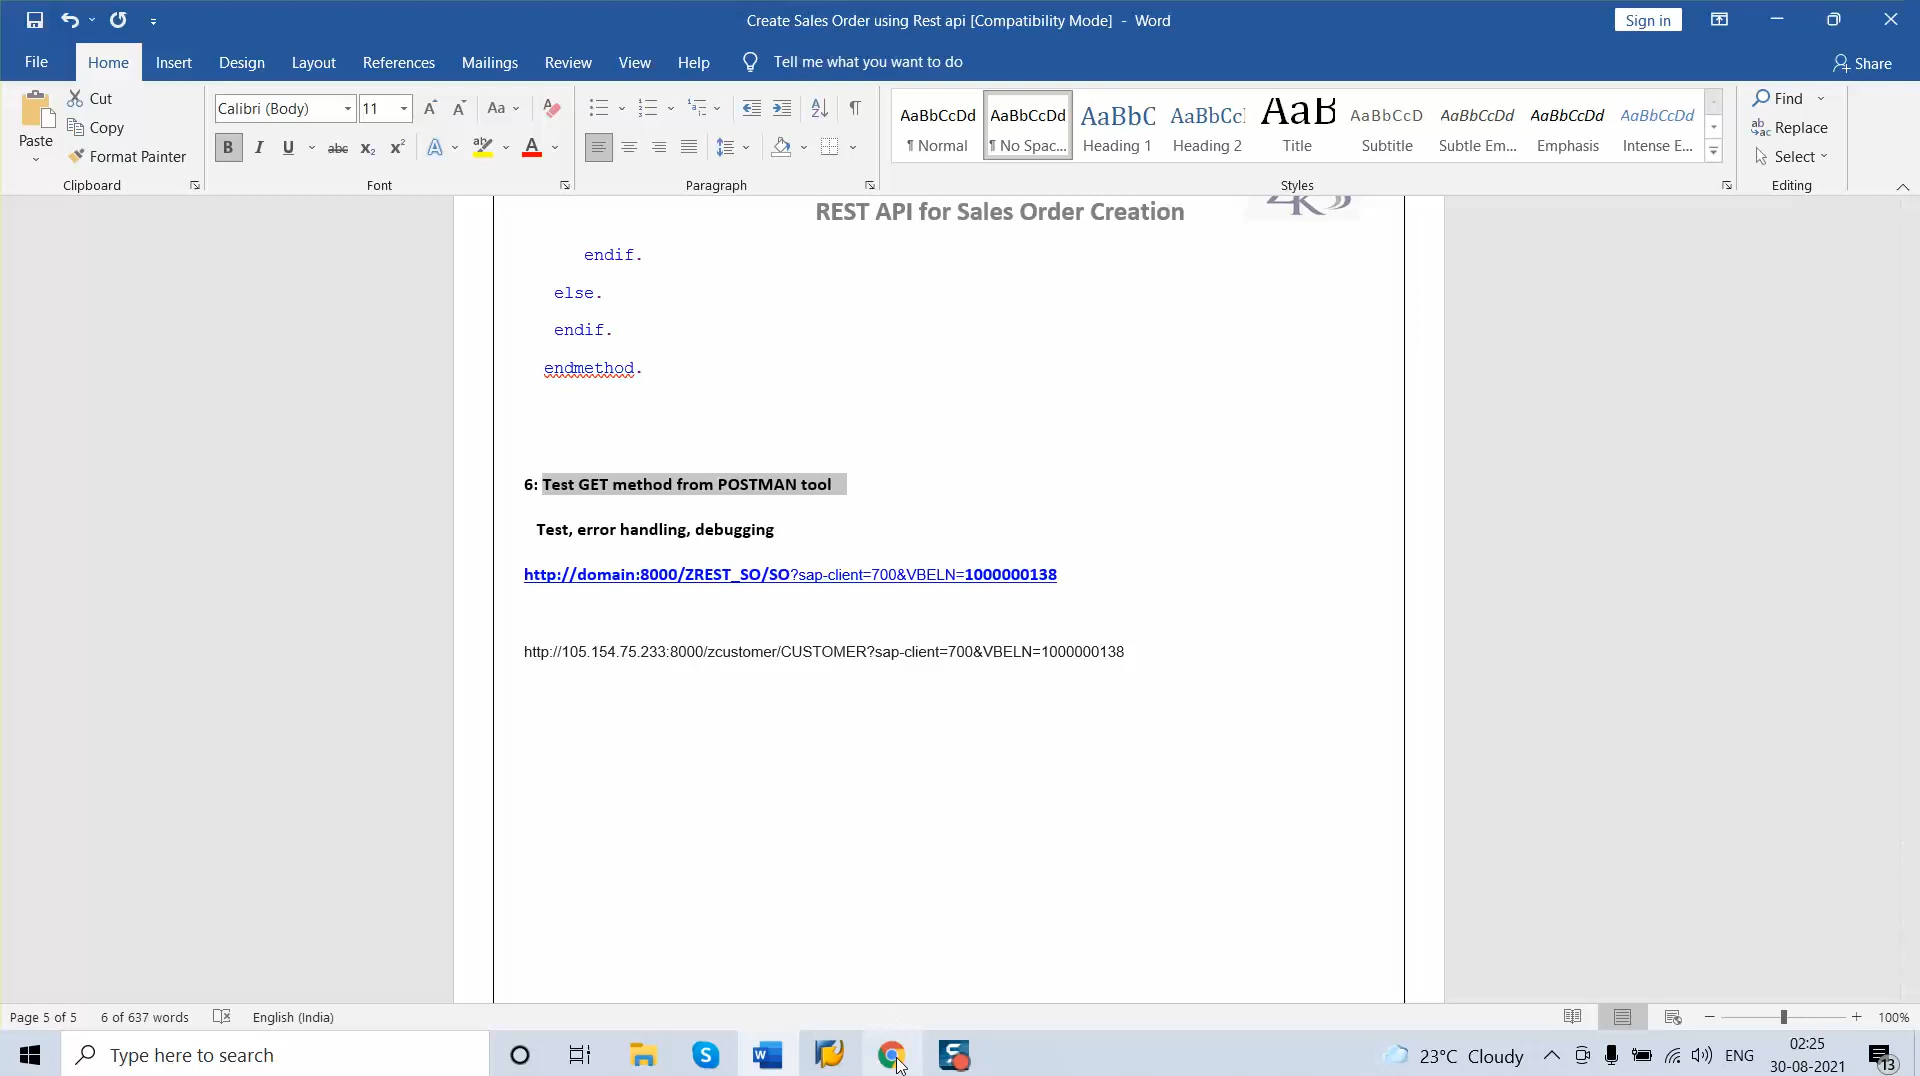 Create Sales Order using Rest api [Compatibility Mode] - Word
Sign in
File Home Insert Design Layout References Mailings Review View Help Tell me what you want to do
Share
Paste
Cut
Copy
Format Painter
Clipboard
Calibri (Body) 11
Aa
B I U abc x₂ x² A aby A
Font
Paragraph
AaBbCcDd AaBbCcDd AaBbC AaBbCc AaB AaBbCcD AaBbCcDd AaBbCcDd AaBbCcDd
¶ Normal ¶ No Spac... Heading 1 Heading 2 Title Subtitle Subtle Em... Emphasis Intense E...
Styles
Find
Replace
Select
Editing
REST API for Sales Order Creation
endif.
else.
endif.
endmethod.
6: Test GET method from POSTMAN tool
Test, error handling, debugging
http://domain:8000/ZREST_SO/SO?sap-client=700&VBELN=1000000138
http://105.154.75.233:8000/zcustomer/CUSTOMER?sap-client=700&VBELN=1000000138
Page 5 of 5 6 of 637 words English (India)
100%
Type here to search
23°C Cloudy
ENG
02:25
30-08-2021
13